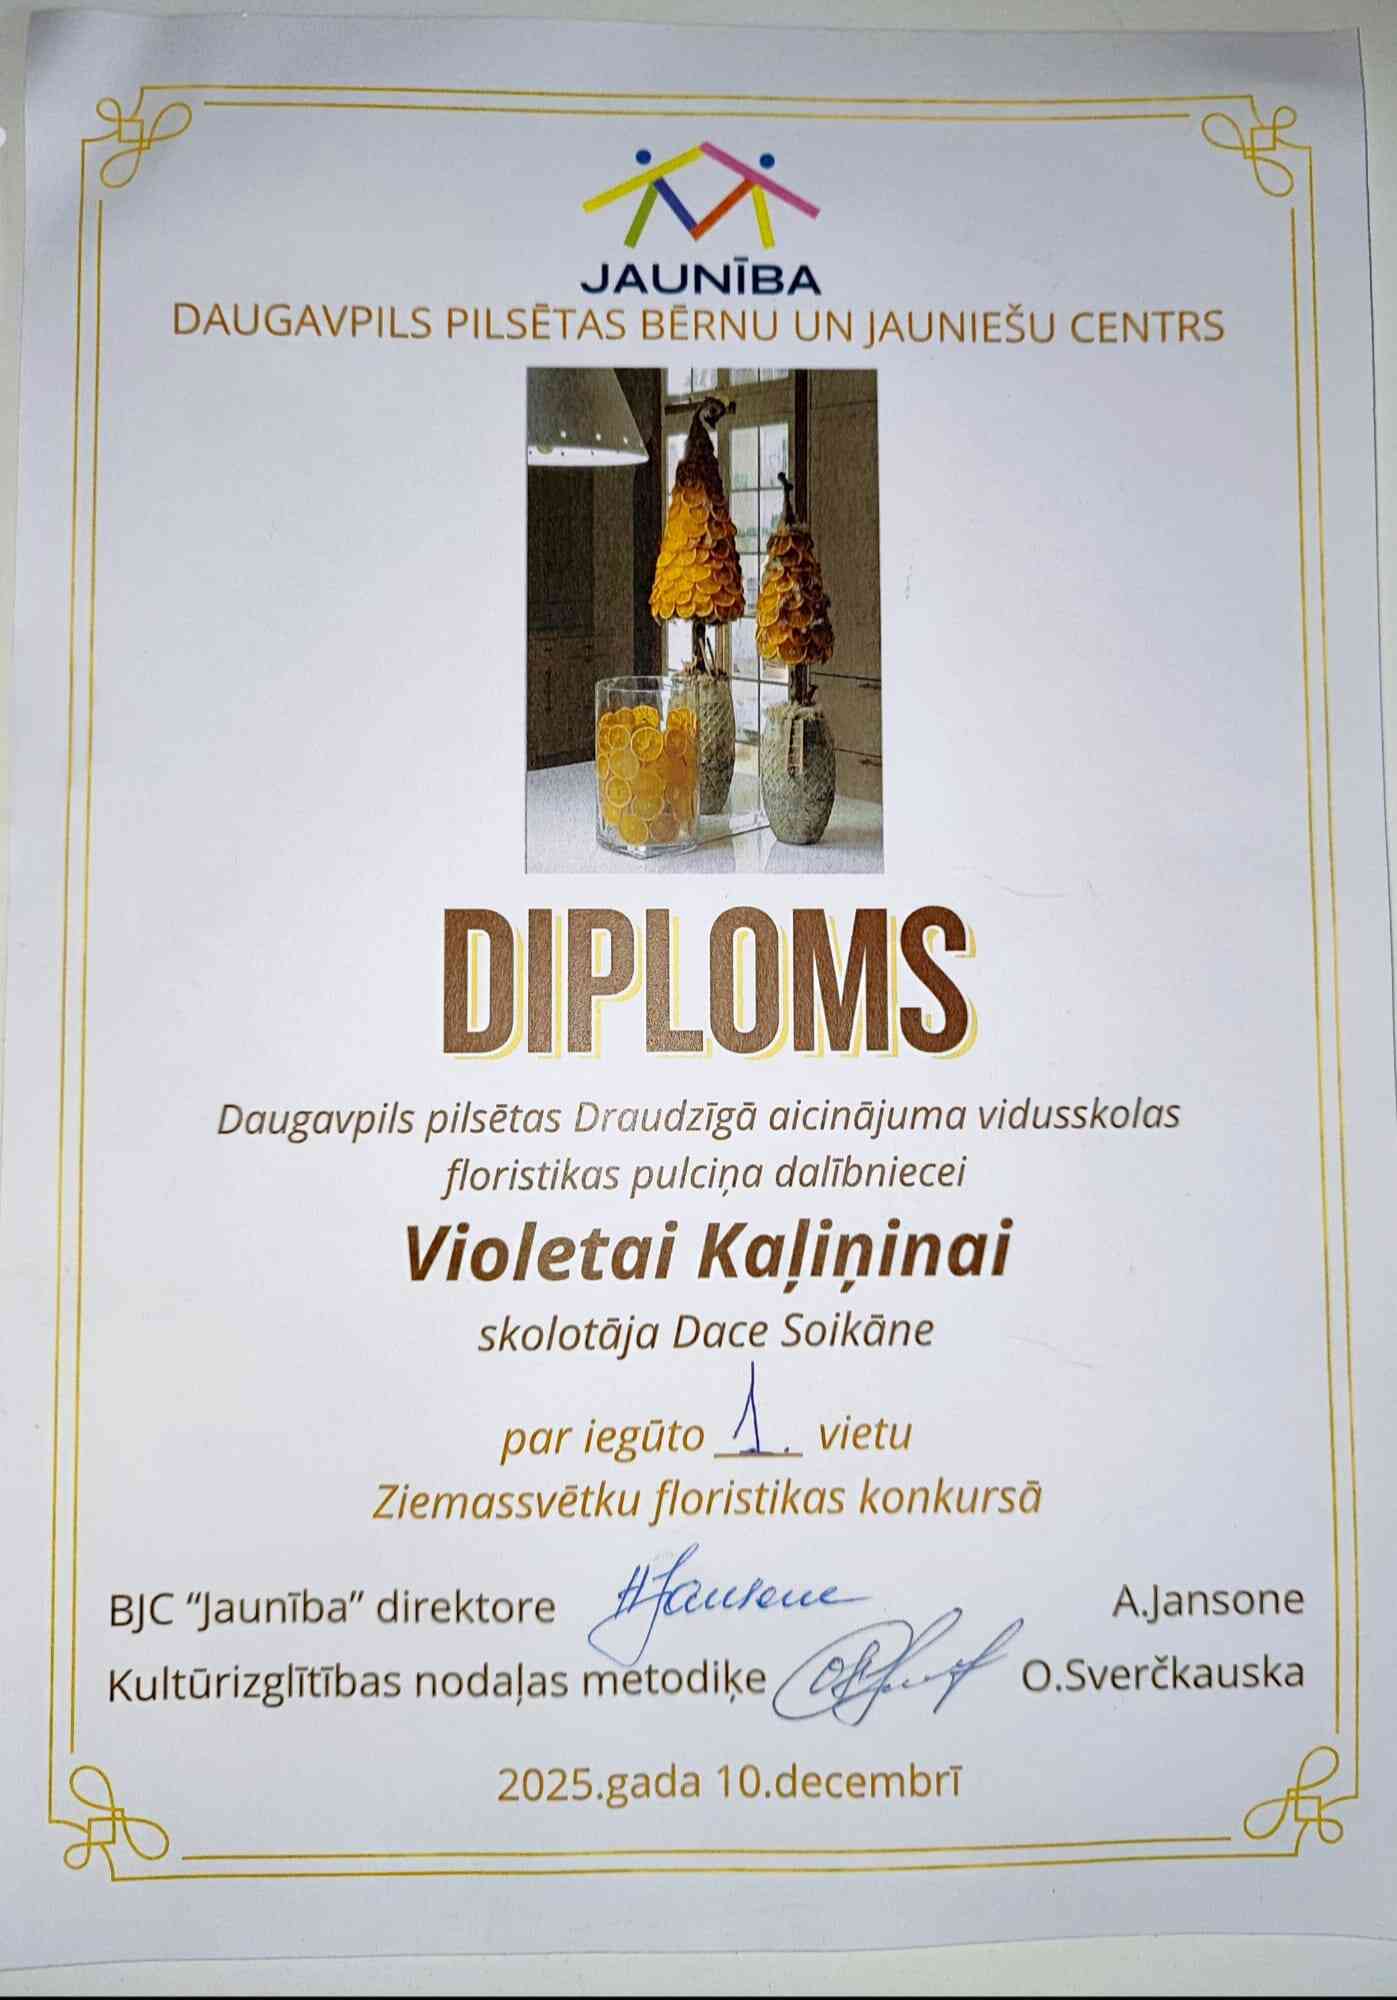 JAUNĪBA
DAUGAVPILS PILSĒTAS BĒRNU UN JAUNIEŠU CENTRS
DIPLOMS
Daugavpils pilsētas Draudzīgā aicinājuma vidusskolas
floristikas pulciņa dalībniecei
Violetai Kaļiņinai
skolotāja Dace Soikāne
par iegūto 1. vietu
Ziemassvētku floristikas konkursā
BJC “Jaunība” direktore AJansone A.Jansone
Kultūrizglītības nodaļas metodiķe O.Sverčkauska
2025.gada 10.decembrī